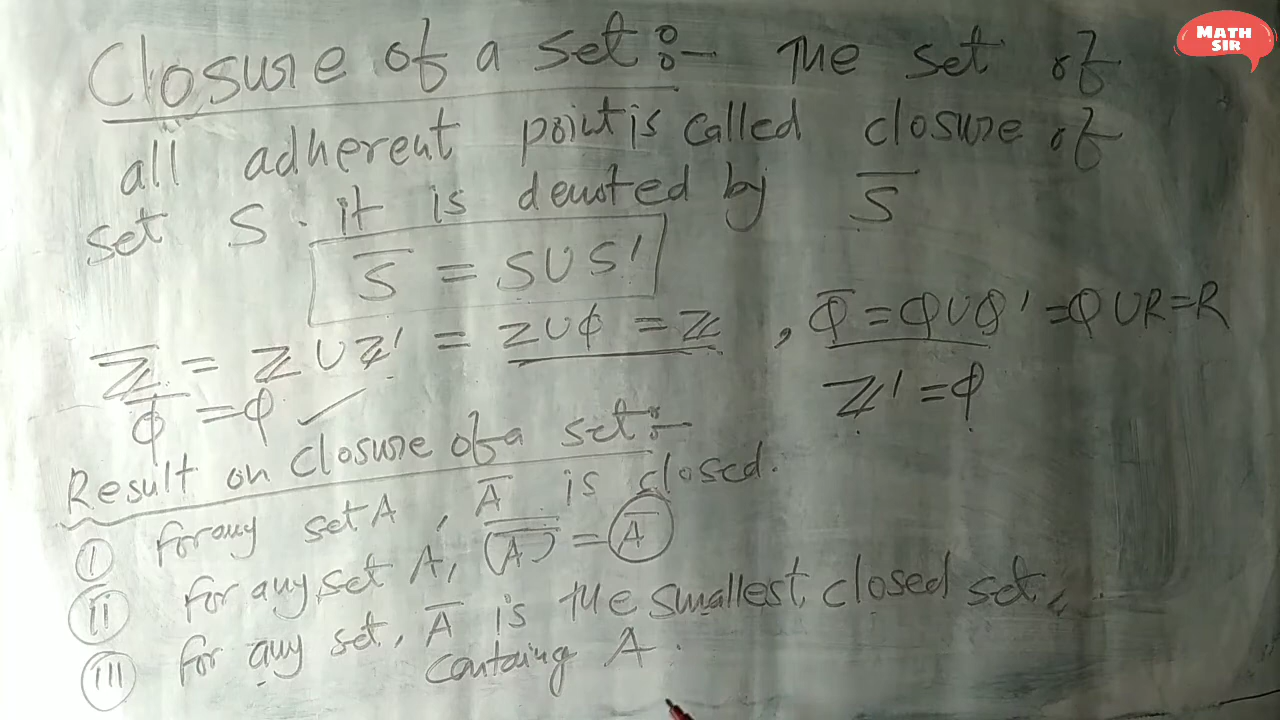 MATH SIR
Closure of a set :- The set of
all adherent point is called closure of
set S. it is denoted by S̅
S̅ = S∪S'
Z̅ = Z∪Z' = Z∪ϕ = Z , Q̅ = Q∪Q' = Q∪R = R
Z' = ϕ
ϕ̅ = ϕ ✓
Result on closure of a set :-
(I) for any set A, A̅ is closed.
(II) for any set A, \overline{(A̅)} = A̅
(III) for any set, A̅ is the smallest closed set,
containg A.